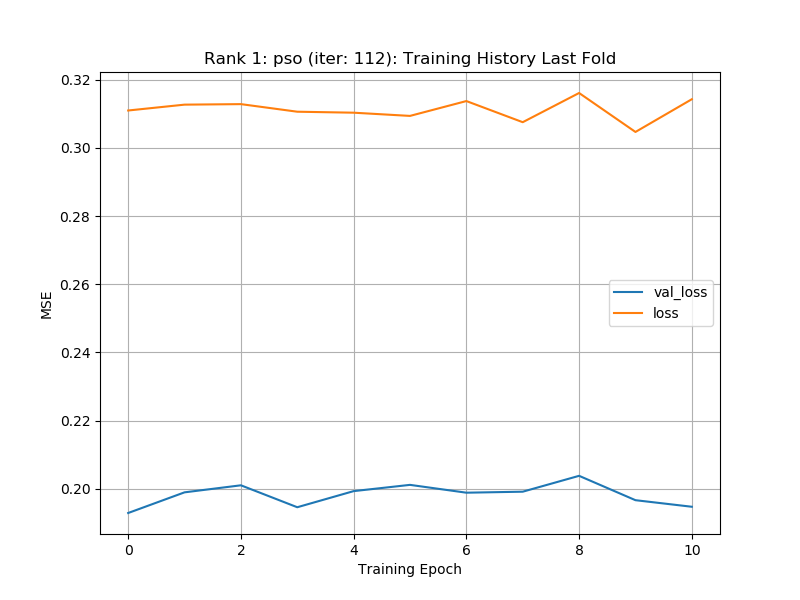 Rank 1: pso (iter: 112): Training History Last Fold
0.32
0.30
0.28
0.26
0.24
0.22
0.20
MSE
val_loss
loss
0 2 4 6 8 10
Training Epoch